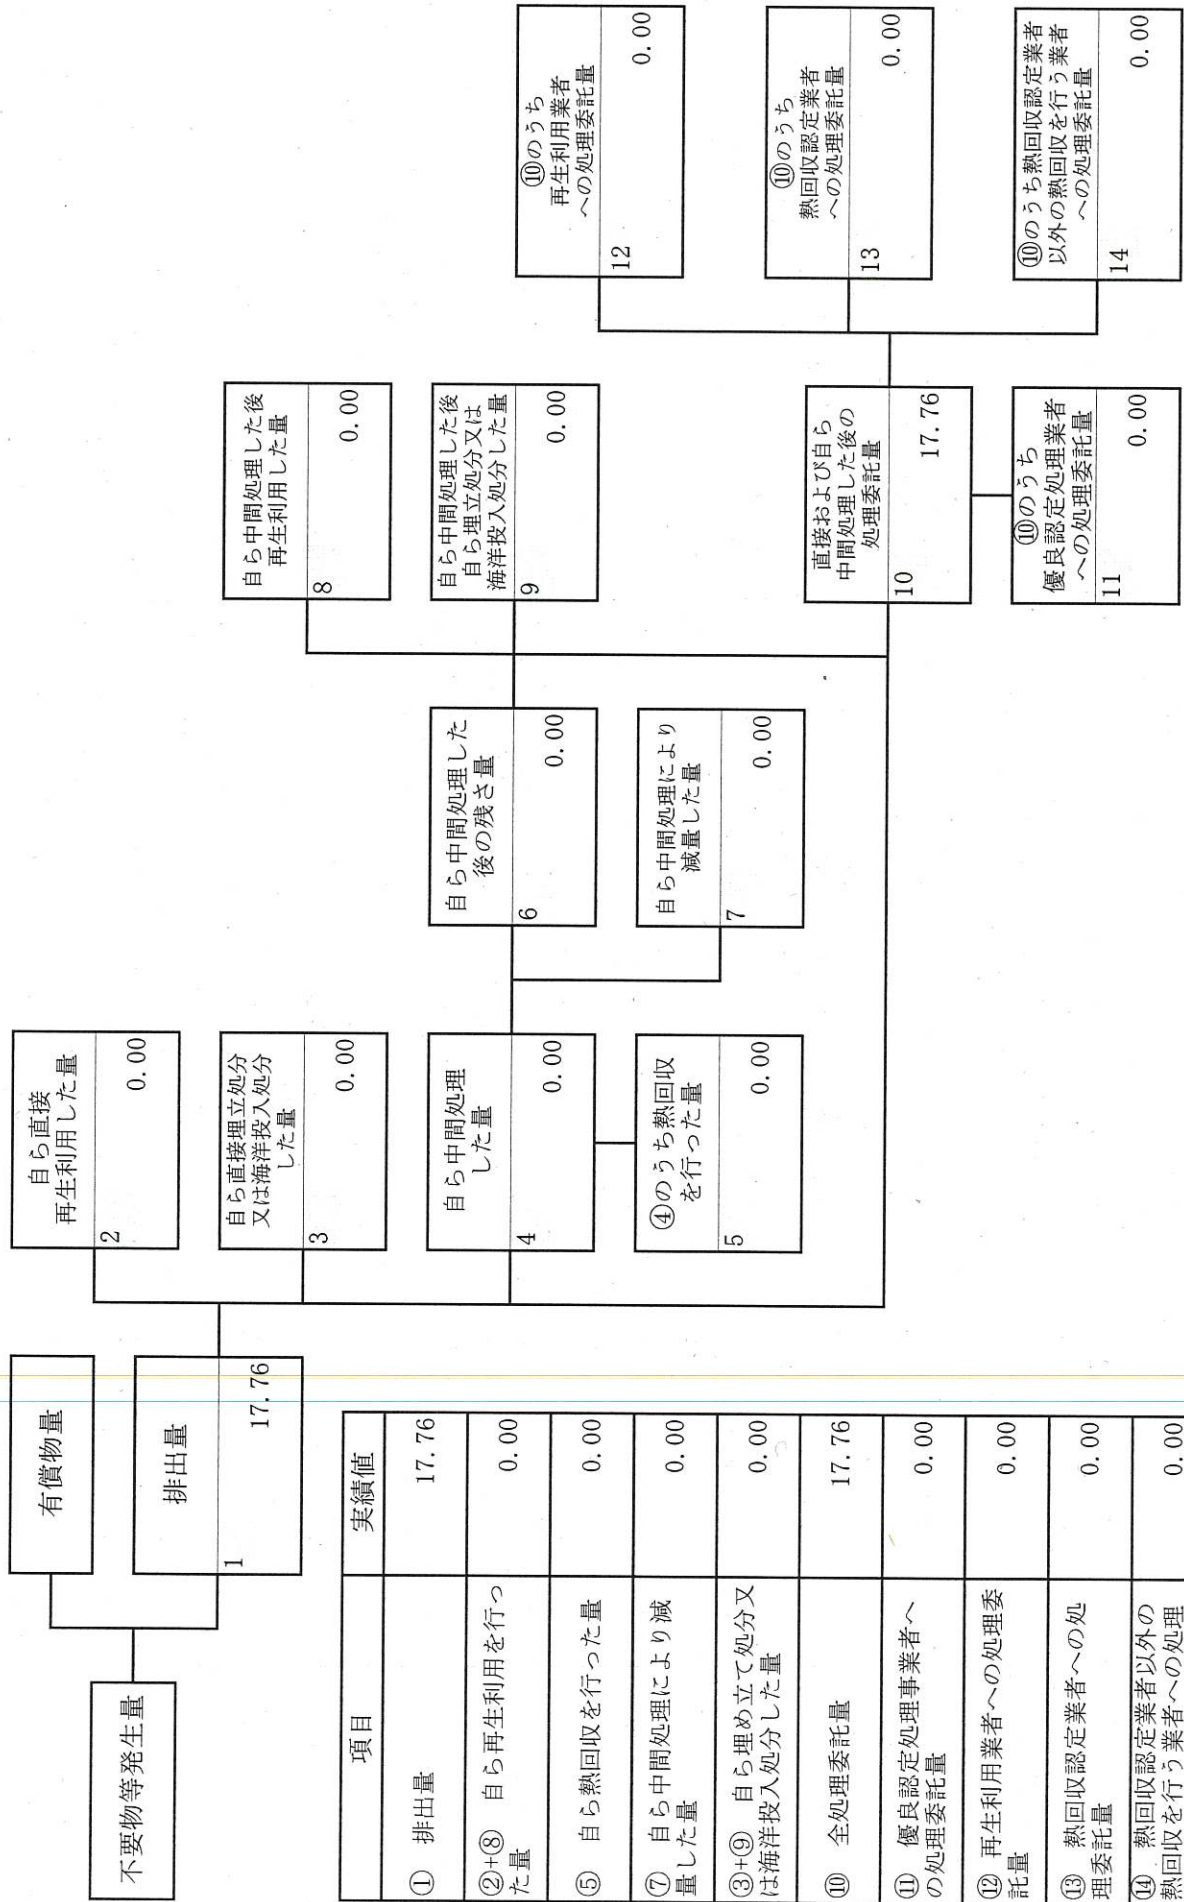 不要物等発生量
有償物量
排出量
1
17.76
自ら直接
再生利用した量
2
0.00
自ら直接埋立処分
又は海洋投入処分
した量
3
0.00
自ら中間処理
した量
4
0.00
④のうち熱回収
を行った量
5
0.00
自ら中間処理した
後の残さ量
6
0.00
自ら中間処理により
減量した量
7
0.00
自ら中間処理した後
再生利用した量
8
0.00
自ら中間処理した後
自ら埋立処分又は
海洋投入処分した量
9
0.00
直接および自ら
中間処理した後の
処理委託量
10
17.76
⑩のうち
優良認定処理業者
への処理委託量
11
0.00
⑩のうち
再生利用業者
への処理委託量
12
0.00
⑩のうち
熱回収認定業者
への処理委託量
13
0.00
⑩のうち熱回収認定業者
以外の熱回収を行う業者
への処理委託量
14
0.00
項目 実績値
① 排出量 17.76
②+⑧ 自ら再生利用を行っ
た量 0.00
⑤ 自ら熱回収を行った量 0.00
⑦ 自ら中間処理により減
量した量 0.00
③+⑨ 自ら埋め立て処分又
は海洋投入処分した量 0.00
⑩ 全処理委託量 17.76
⑪ 優良認定処理事業者へ
の処理委託量 0.00
⑫ 再生利用業者への処理委
託量 0.00
⑬ 熱回収認定業者への処
理委託量 0.00
⑭ 熱回収認定業者以外の
熱回収を行う業者への処理 0.00